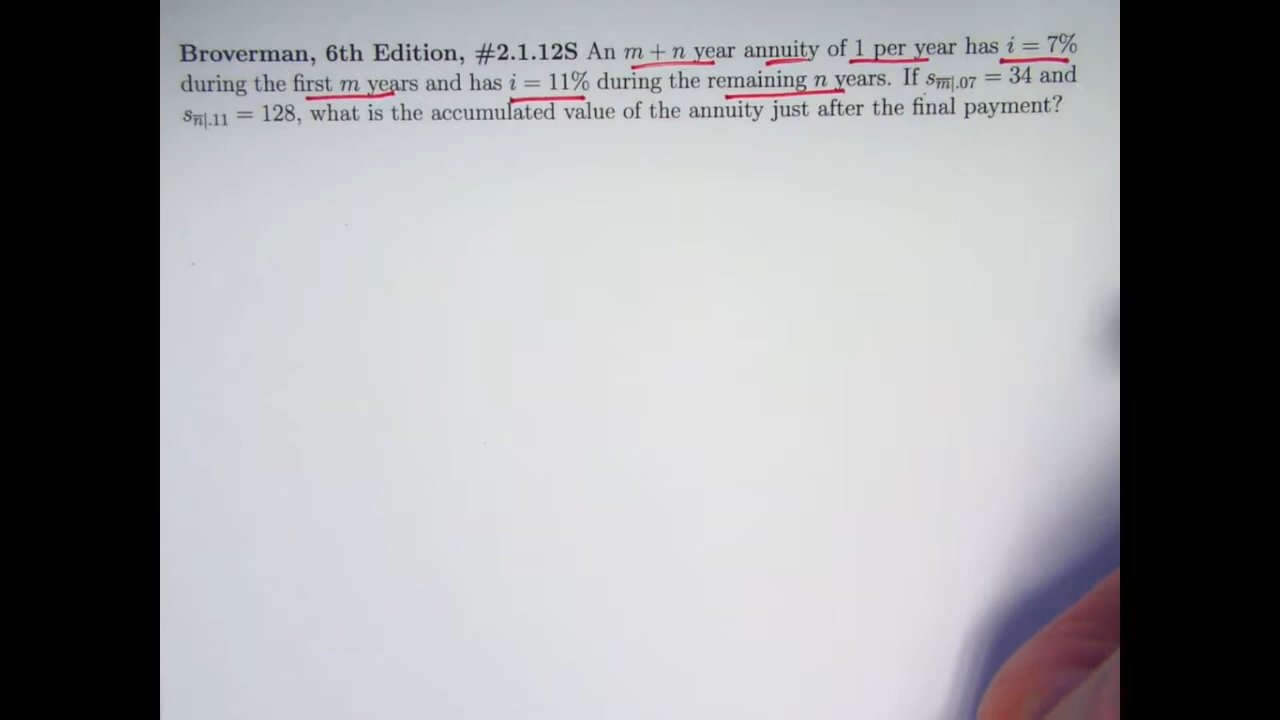 Broverman, 6th Edition, #2.1.12S An m + n year annuity of 1 per year has i = 7%
during the first m years and has i = 11% during the remaining n years. If s_{m̅|.07} = 34 and
s_{n̅|.11} = 128, what is the accumulated value of the annuity just after the final payment?